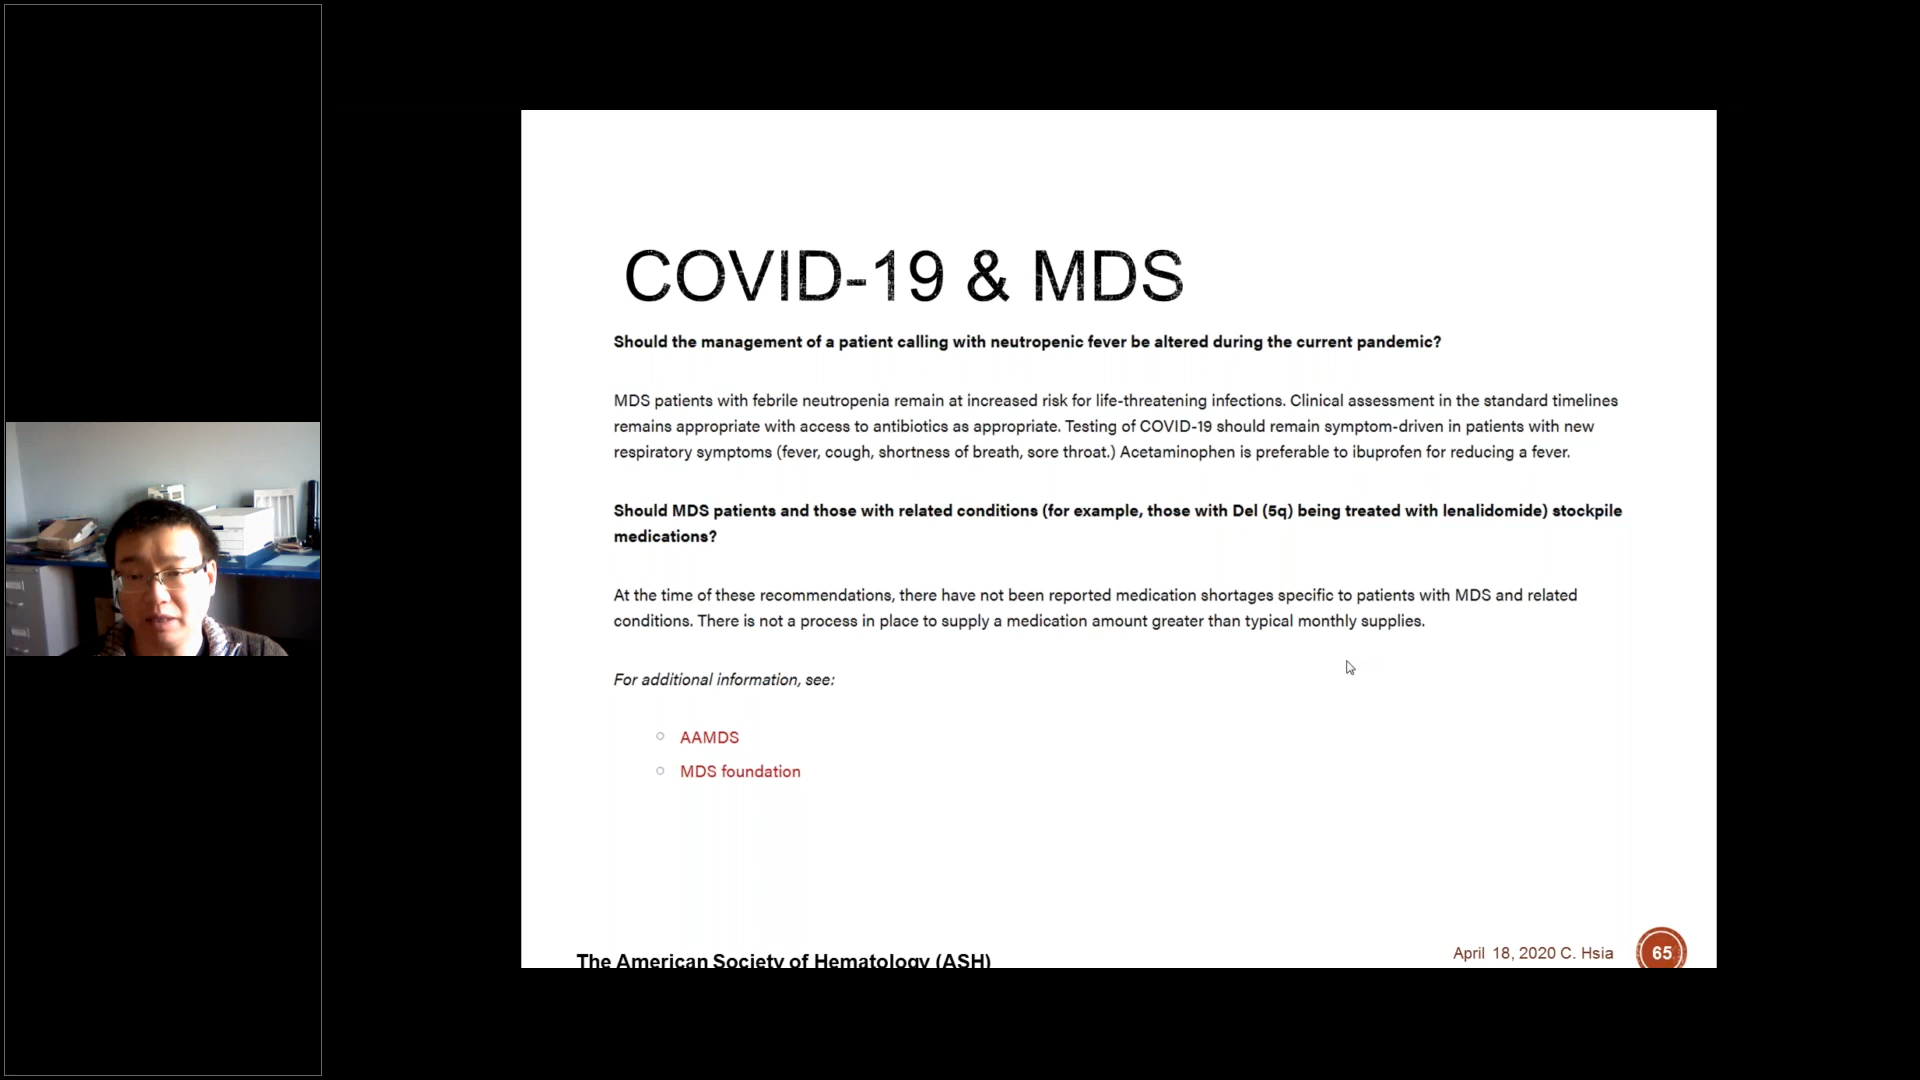 COVID-19 & MDS
Should the management of a patient calling with neutropenic fever be altered during the current pandemic?
MDS patients with febrile neutropenia remain at increased risk for life-threatening infections. Clinical assessment in the standard timelines
remains appropriate with access to antibiotics as appropriate. Testing of COVID-19 should remain symptom-driven in patients with new
respiratory symptoms (fever, cough, shortness of breath, sore throat.) Acetaminophen is preferable to ibuprofen for reducing a fever.
Should MDS patients and those with related conditions (for example, those with Del (5q) being treated with lenalidomide) stockpile
medications?
At the time of these recommendations, there have not been reported medication shortages specific to patients with MDS and related
conditions. There is not a process in place to supply a medication amount greater than typical monthly supplies.
For additional information, see:
AAMDS
MDS foundation
The American Society of Hematology (ASH)
April 18, 2020 C. Hsia
65